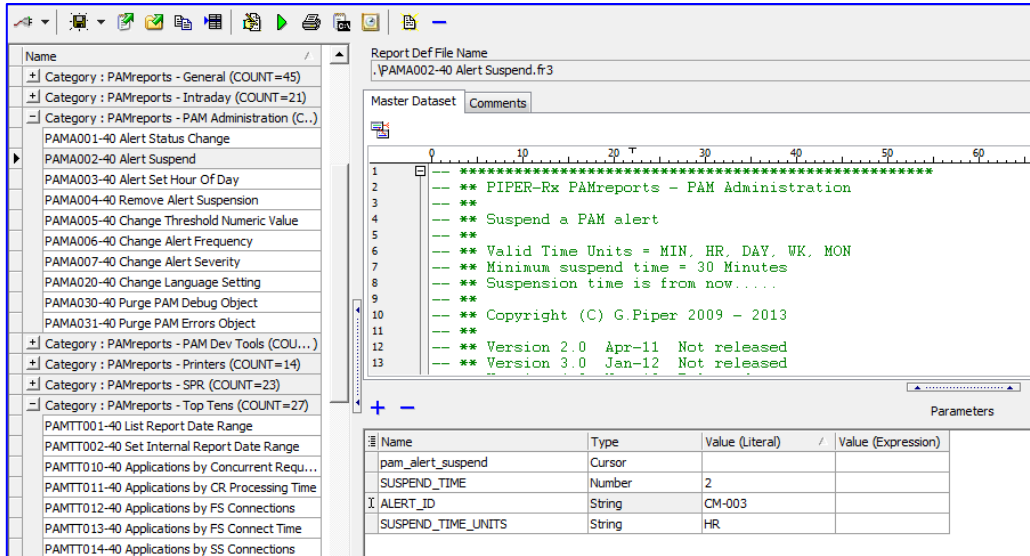 Name
Category : PAMreports - General (COUNT=45)
Category : PAMreports - Intraday (COUNT=21)
Category : PAMreports - PAM Administration (C..)
PAMA001-40 Alert Status Change
PAMA002-40 Alert Suspend
PAMA003-40 Alert Set Hour Of Day
PAMA004-40 Remove Alert Suspension
PAMA005-40 Change Threshold Numeric Value
PAMA006-40 Change Alert Frequency
PAMA007-40 Change Alert Severity
PAMA020-40 Change Language Setting
PAMA030-40 Purge PAM Debug Object
PAMA031-40 Purge PAM Errors Object
Category : PAMreports - PAM Dev Tools (COU...)
Category : PAMreports - Printers (COUNT=14)
Category : PAMreports - SPR (COUNT=23)
Category : PAMreports - Top Tens (COUNT=27)
PAMTT001-40 List Report Date Range
PAMTT002-40 Set Internal Report Date Range
PAMTT010-40 Applications by Concurrent Requ...
PAMTT011-40 Applications by CR Processing Time
PAMTT012-40 Applications by FS Connections
PAMTT013-40 Applications by FS Connect Time
PAMTT014-40 Applications by SS Connections
Report Def File Name
.\PAMA002-40 Alert Suspend.fr3
Master Dataset Comments
0 10 20 30 40 50 60
1 -- ****************************************************
2 -- ** PIPER-Rx PAMreports - PAM Administration
3 -- **
4 -- ** Suspend a PAM alert
5 -- **
6 -- ** Valid Time Units = MIN, HR, DAY, WK, MON
7 -- ** Minimum suspend time = 30 Minutes
8 -- ** Suspension time is from now.....
9 -- **
10 -- ** Copyright (C) G.Piper 2009 - 2013
11 -- **
12 -- ** Version 2.0 Apr-11 Not released
13 -- ** Version 3.0 Jan-12 Not released
Parameters
Name Type Value (Literal) Value (Expression)
pam_alert_suspend Cursor
SUSPEND_TIME Number 2
ALERT_ID String CM-003
SUSPEND_TIME_UNITS String HR